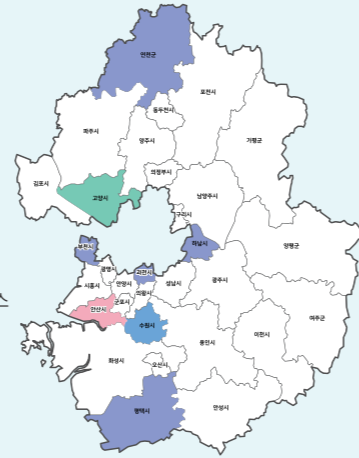 연천군
포천시
동두천시
파주시
양주시
가평군
의정부시
김포시
고양시
남양주시
구리시
부천시
하남시
양평군
광명시
과천시
시흥시
안양시
성남시
광주시
의왕시
군포시
안산시
여주군
수원시
이천시
용인시
화성시
오산시
평택시
안성시